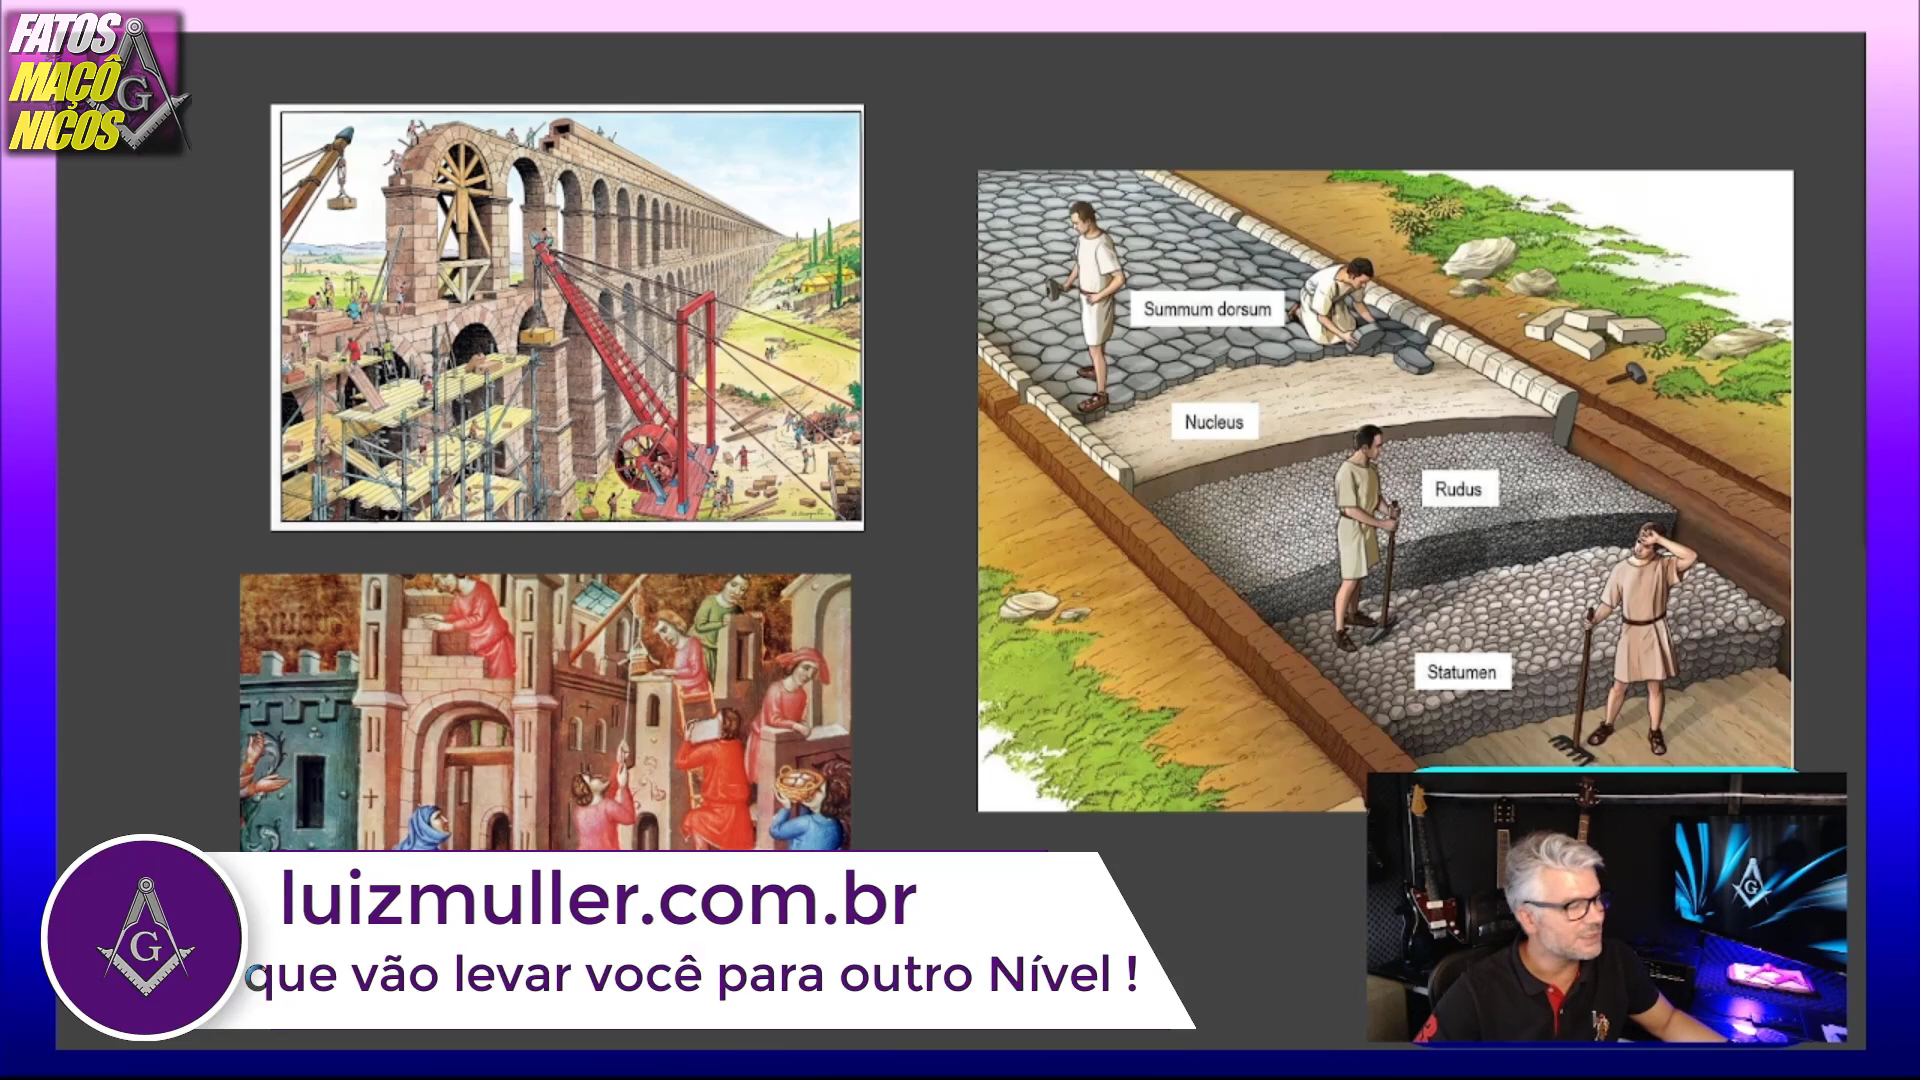 FATOS
MAÇÔ
NICOS
G
Summum dorsum
Nucleus
Rudus
Statumen
G
luizmuller.com.br
que vão levar você para outro Nível !
G